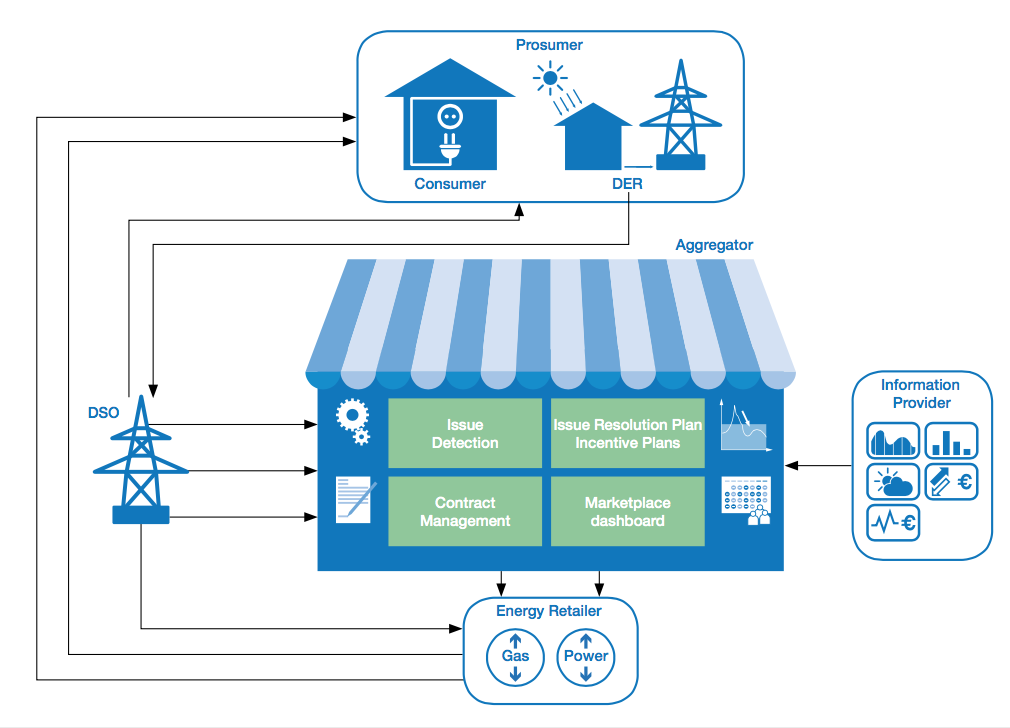 Prosumer
Consumer
DER
Aggregator
DSO
Issue
Detection
Issue Resolution Plan
Incentive Plans
Contract
Management
Marketplace
dashboard
Information
Provider
€
€
Energy Retailer
Gas
Power